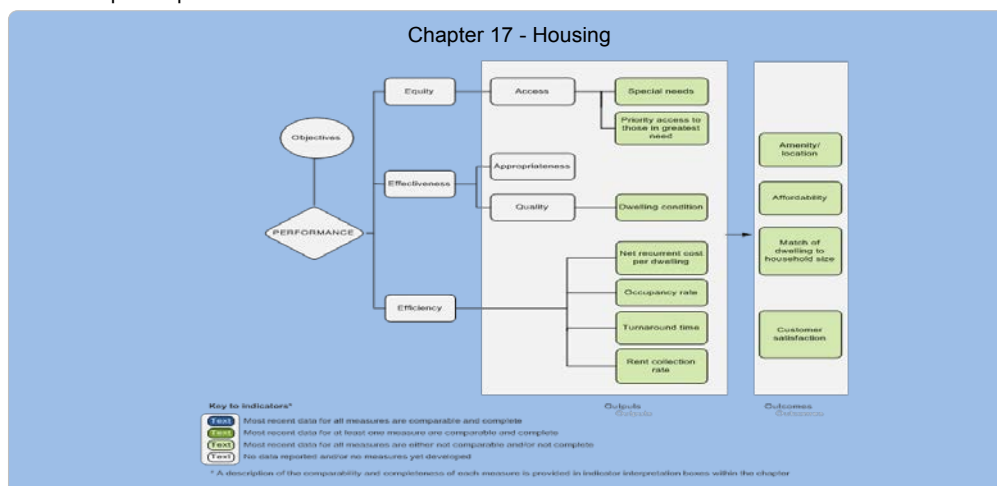 Chapter 17 - Housing
Objectives
PERFORMANCE
Equity
Access
Special needs
Priority access to
those in greatest
need
Effectiveness
Appropriateness
Quality
Dwelling condition
Efficiency
Net recurrent cost
per dwelling
Occupancy rate
Turnaround time
Rent collection
rate
Amenity/
location
Affordability
Match of
dwelling to
household size
Customer
satisfaction
Outputs
Outcomes
Key to indicators*
Text Most recent data for all measures are comparable and complete
Text Most recent data for at least one measure are comparable and complete
Text Most recent data for all measures are either not comparable and/or not complete
Text No data reported and/or no measures yet developed
* A description of the comparability and completeness of each measure is provided in indicator interpretation boxes within the chapter